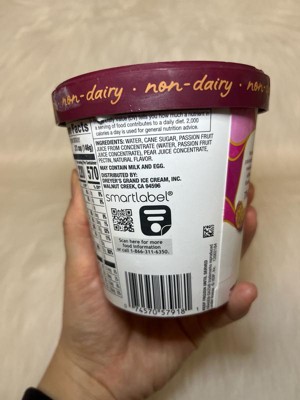 non-dairy · non-dairy · non-
a serving of food contributes to a daily diet. 2,000
calories a day is used for general nutrition advice.
INGREDIENTS: WATER, CANE SUGAR, PASSION FRUIT
JUICE FROM CONCENTRATE (WATER, PASSION FRUIT
JUICE CONCENTRATE), PEAR JUICE CONCENTRATE,
PECTIN, NATURAL FLAVOR.
MAY CONTAIN MILK AND EGG.
DISTRIBUTED BY:
DREYER'S GRAND ICE CREAM, INC.
WALNUT CREEK, CA 94596
570
smartlabel®
Scan here for more
food information
or call 1-866-311-6350.
74570"57918